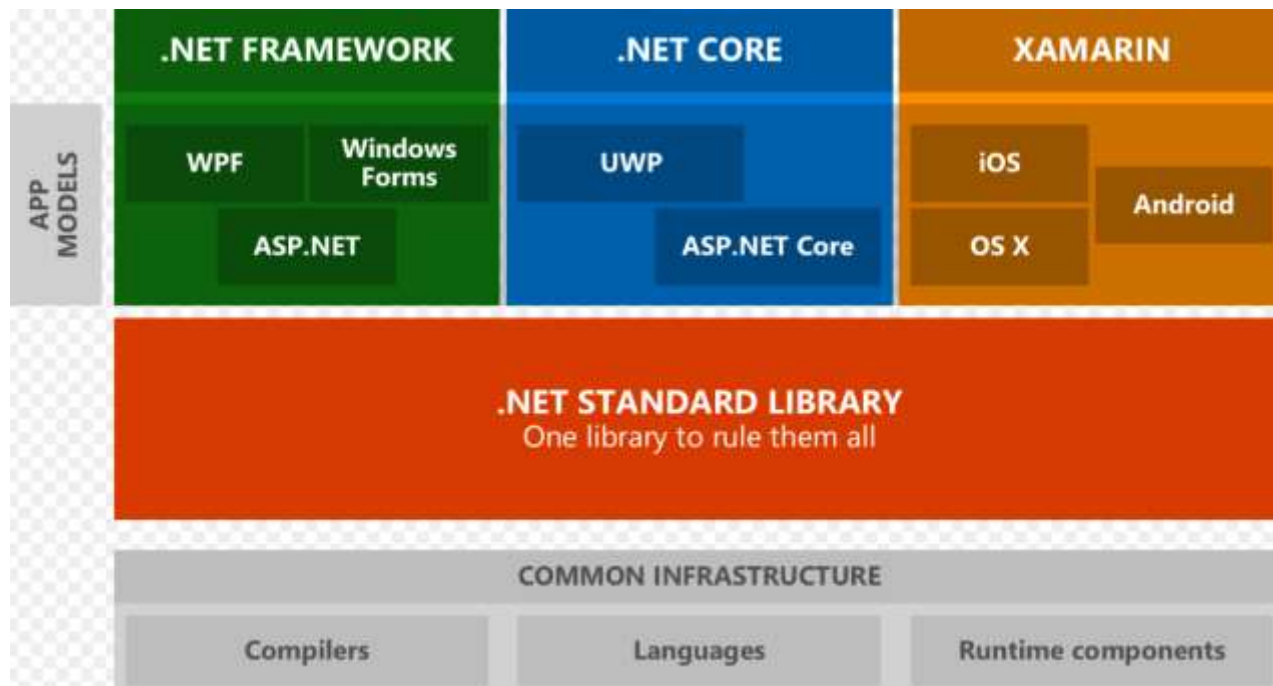 .NET FRAMEWORK
.NET CORE
XAMARIN
APP
MODELS
WPF
Windows
Forms
ASP.NET
UWP
ASP.NET Core
iOS
OS X
Android
.NET STANDARD LIBRARY
One library to rule them all
COMMON INFRASTRUCTURE
Compilers
Languages
Runtime components